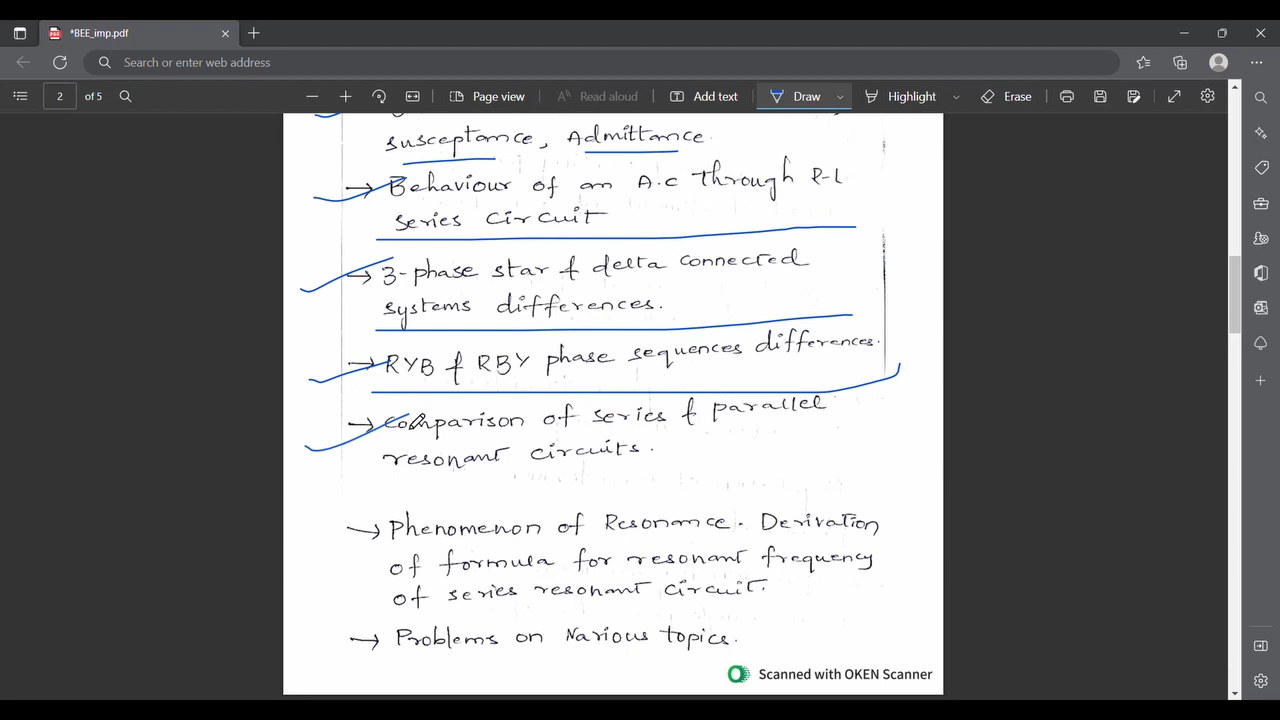 *BEE_imp.pdf
Search or enter web address
2 of 5
Page view
Read aloud
Add text
Draw
Highlight
Erase
susceptance, Admittance.
→ Behaviour of an A.C through R-L
series circuit
→ 3-phase star & delta connected
systems differences.
→ RYB & RBY phase sequences differences.
→ Comparison of series & parallel
resonant circuits.
→ Phenomenon of Resonance. Derivation
of formula for resonant frequency
of series resonant circuit.
→ Problems on Various topics.
Scanned with OKEN Scanner